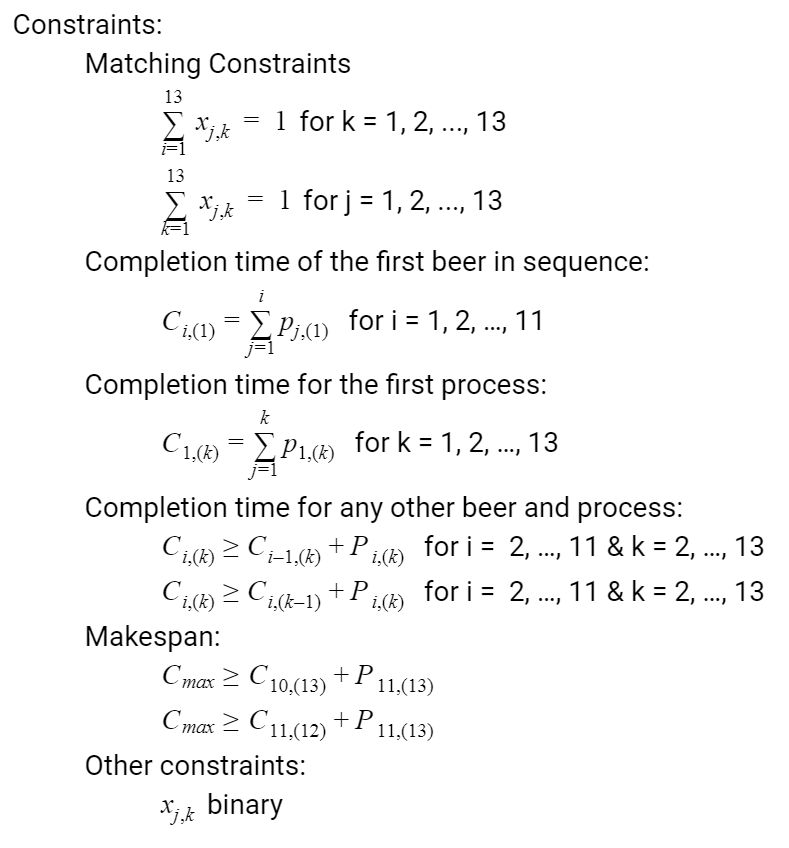 Constraints:
Matching Constraints
\sum_{i=1}^{13} x_{j,k} = 1 for k = 1, 2, ..., 13
\sum_{k=1}^{13} x_{j,k} = 1 for j = 1, 2, ..., 13
Completion time of the first beer in sequence:
C_{i,(1)} = \sum_{j=1}^{i} p_{j,(1)} for i = 1, 2, ..., 11
Completion time for the first process:
C_{1,(k)} = \sum_{j=1}^{k} p_{1,(k)} for k = 1, 2, ..., 13
Completion time for any other beer and process:
C_{i,(k)} ≥ C_{i–1,(k)} + P_{i,(k)} for i = 2, ..., 11 & k = 2, ..., 13
C_{i,(k)} ≥ C_{i,(k–1)} + P_{i,(k)} for i = 2, ..., 11 & k = 2, ..., 13
Makespan:
C_{max} ≥ C_{10,(13)} + P_{11,(13)}
C_{max} ≥ C_{11,(12)} + P_{11,(13)}
Other constraints:
x_{j,k} binary